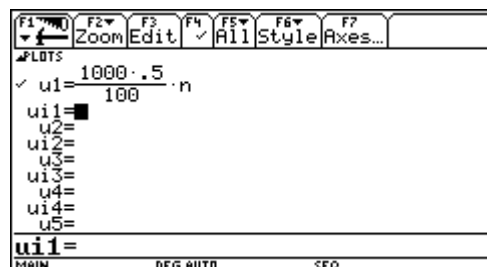 F1 F2 Zoom F3 Edit F4 ✓ F5 All F6 Style F7 Axes...
PLOTS
✓ u1=1000·.5/100·n
ui1=
u2=
ui2=
u3=
ui3=
u4=
ui4=
u5=
ui1=
MAIN DEG AUTO SEQ